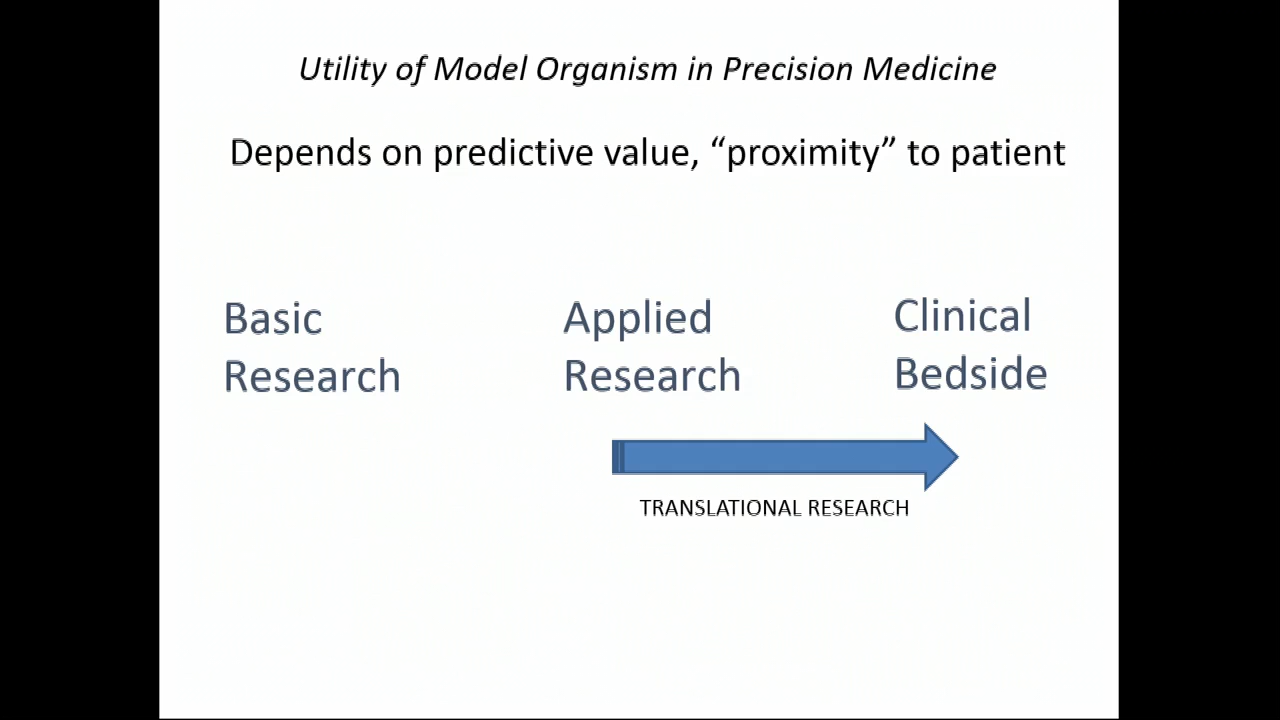 Utility of Model Organism in Precision Medicine
Depends on predictive value, “proximity” to patient
Basic
Research
Applied
Research
Clinical
Bedside
TRANSLATIONAL RESEARCH